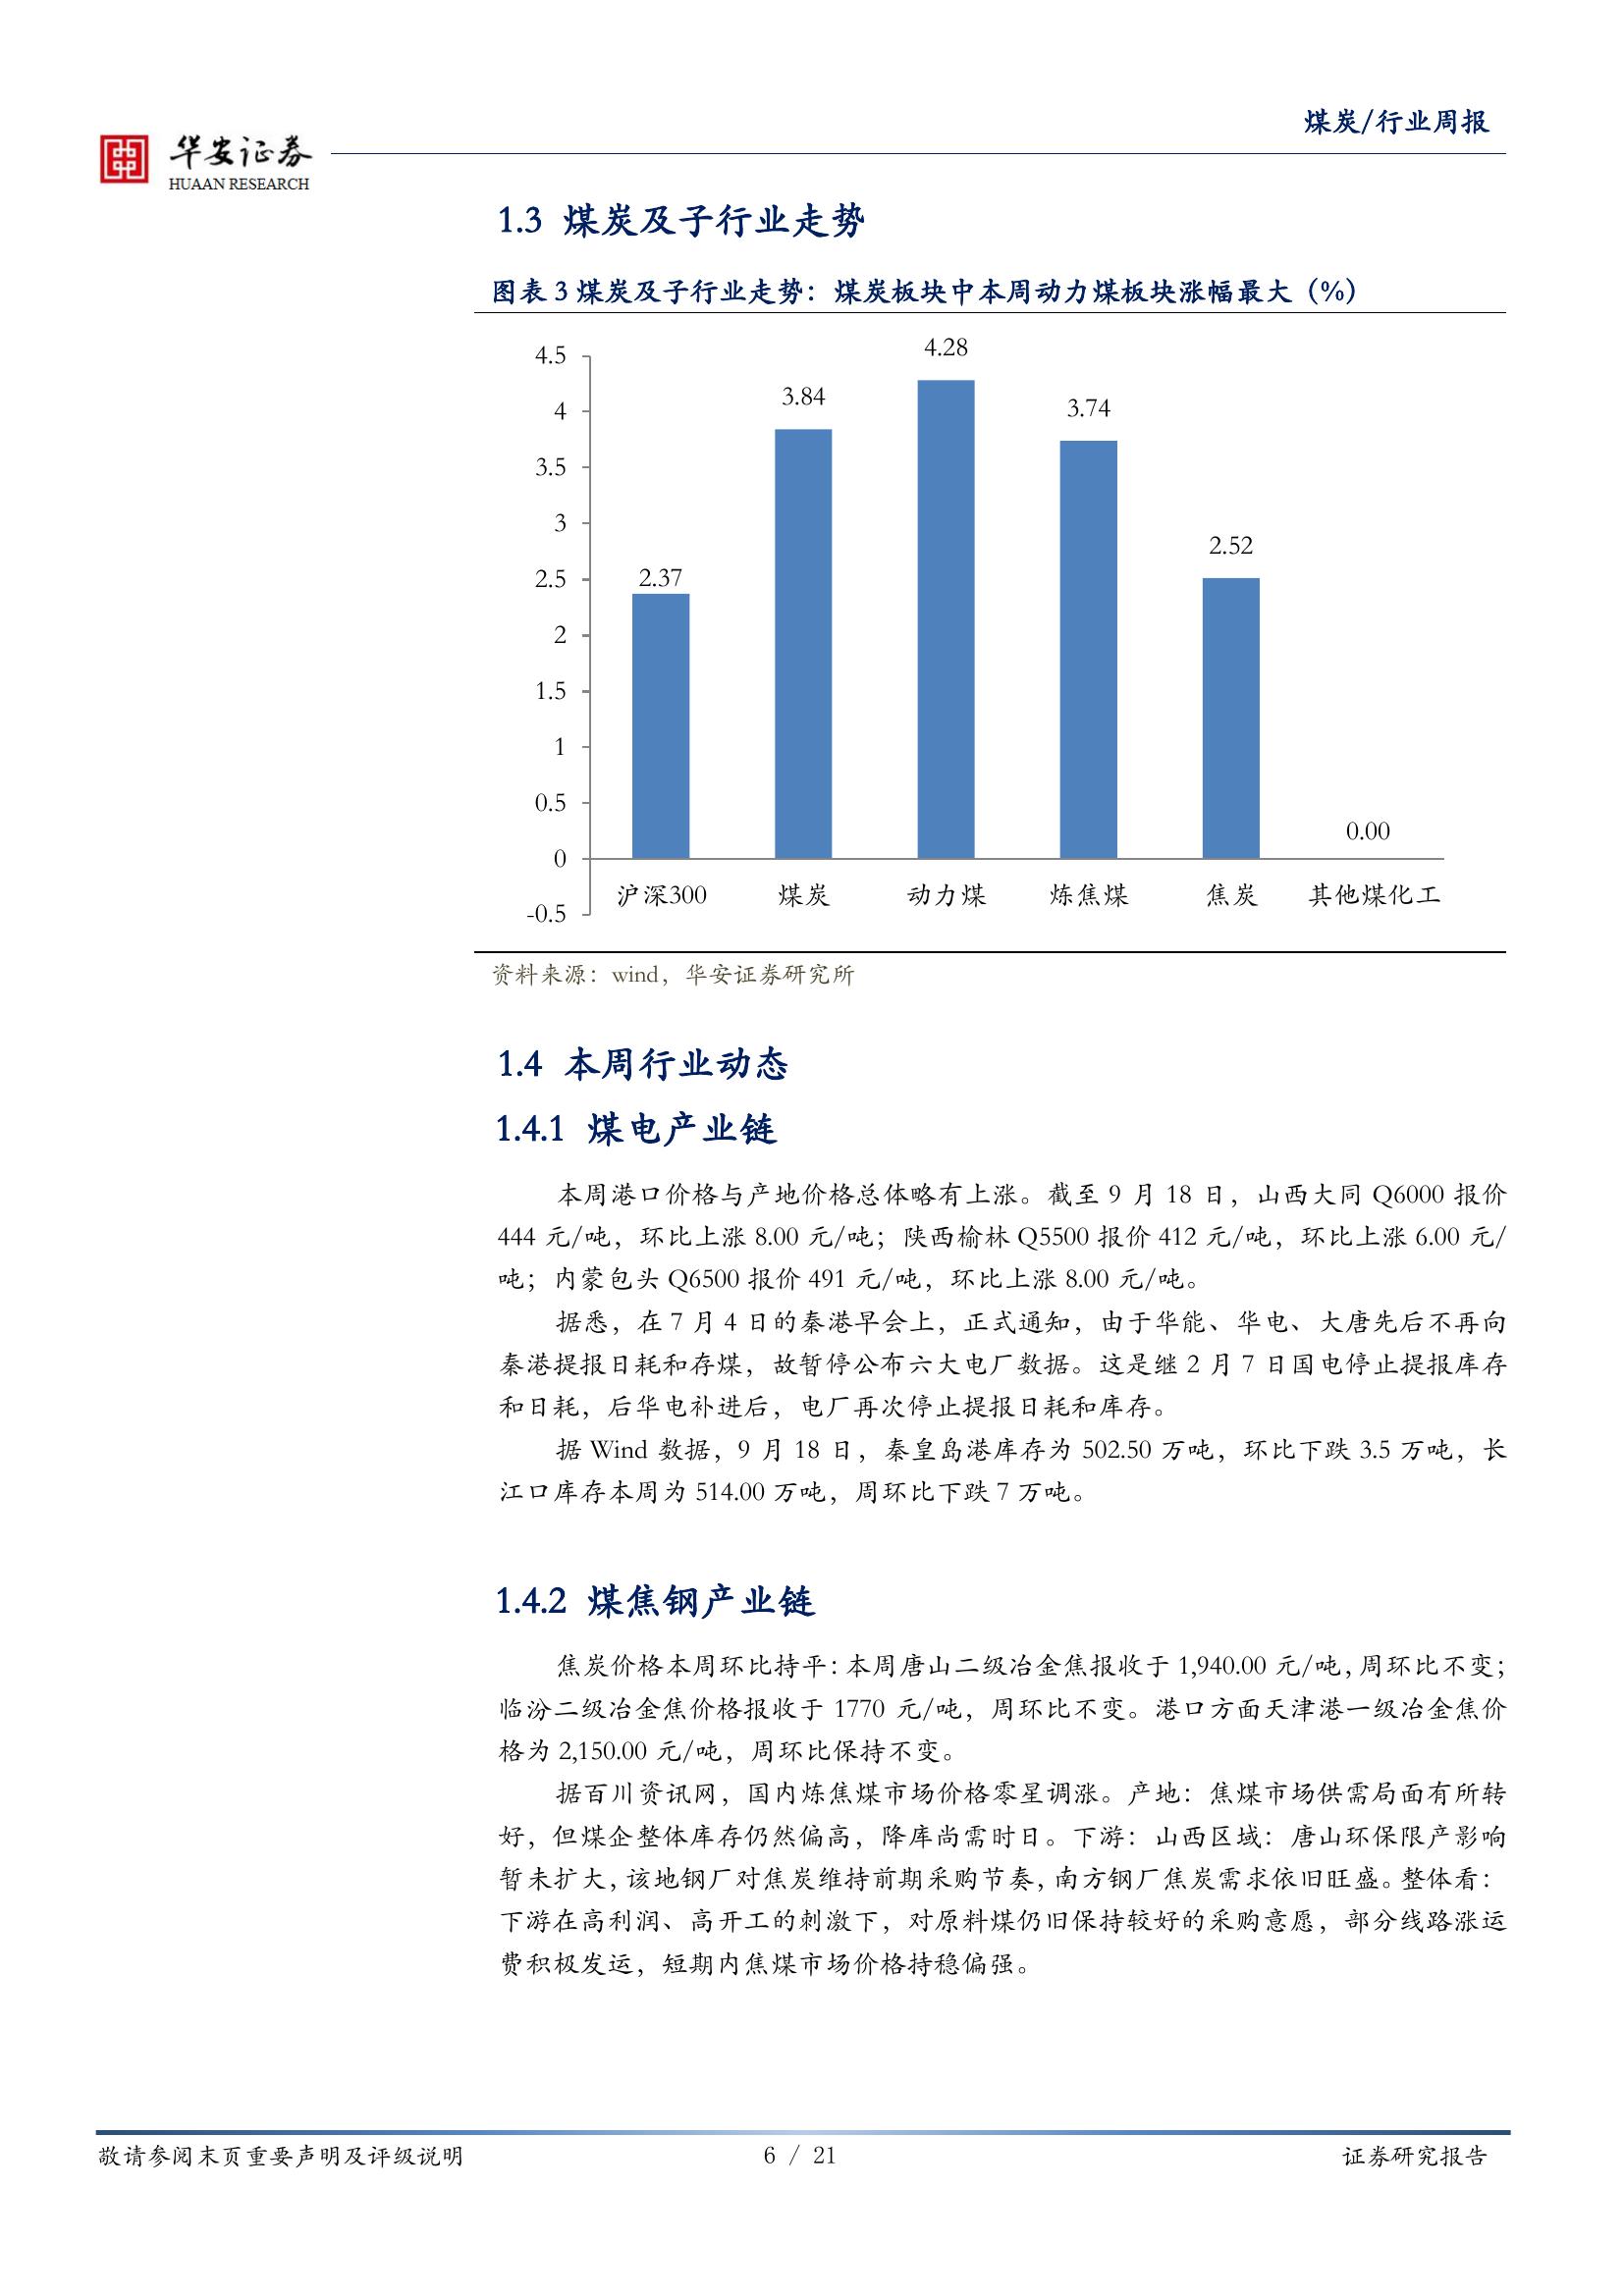 煤炭/行业周报
华安证券
HUAAN RESEARCH
1.3 煤炭及子行业走势
图表 3 煤炭及子行业走势：煤炭板块中本周动力煤板块涨幅最大（%）
4.5
4
3.5
3
2.5
2
1.5
1
0.5
0
-0.5
2.37
3.84
4.28
3.74
2.52
0.00
沪深300 煤炭 动力煤 炼焦煤 焦炭 其他煤化工
资料来源：wind，华安证券研究所
1.4 本周行业动态
1.4.1 煤电产业链
本周港口价格与产地价格总体略有上涨。截至 9 月 18 日，山西大同 Q6000 报价
444 元/吨，环比上涨 8.00 元/吨；陕西榆林 Q5500 报价 412 元/吨，环比上涨 6.00 元/
吨；内蒙包头 Q6500 报价 491 元/吨，环比上涨 8.00 元/吨。
据悉，在 7 月 4 日的秦港早会上，正式通知，由于华能、华电、大唐先后不再向
秦港提报日耗和存煤，故暂停公布六大电厂数据。这是继 2 月 7 日国电停止提报库存
和日耗，后华电补进后，电厂再次停止提报日耗和库存。
据 Wind 数据，9 月 18 日，秦皇岛港库存为 502.50 万吨，环比下跌 3.5 万吨，长
江口库存本周为 514.00 万吨，周环比下跌 7 万吨。
1.4.2 煤焦钢产业链
焦炭价格本周环比持平：本周唐山二级冶金焦报收于 1,940.00 元/吨，周环比不变；
临汾二级冶金焦价格报收于 1770 元/吨，周环比不变。港口方面天津港一级冶金焦价
格为 2,150.00 元/吨，周环比保持不变。
据百川资讯网，国内炼焦煤市场价格零星调涨。产地：焦煤市场供需局面有所转
好，但煤企整体库存仍然偏高，降库尚需时日。下游：山西区域：唐山环保限产影响
暂未扩大，该地钢厂对焦炭维持前期采购节奏，南方钢厂焦炭需求依旧旺盛。整体看：
下游在高利润、高开工的刺激下，对原料煤仍旧保持较好的采购意愿，部分线路涨运
费积极发运，短期内焦煤市场价格持稳偏强。
敬请参阅末页重要声明及评级说明
6 / 21
证券研究报告